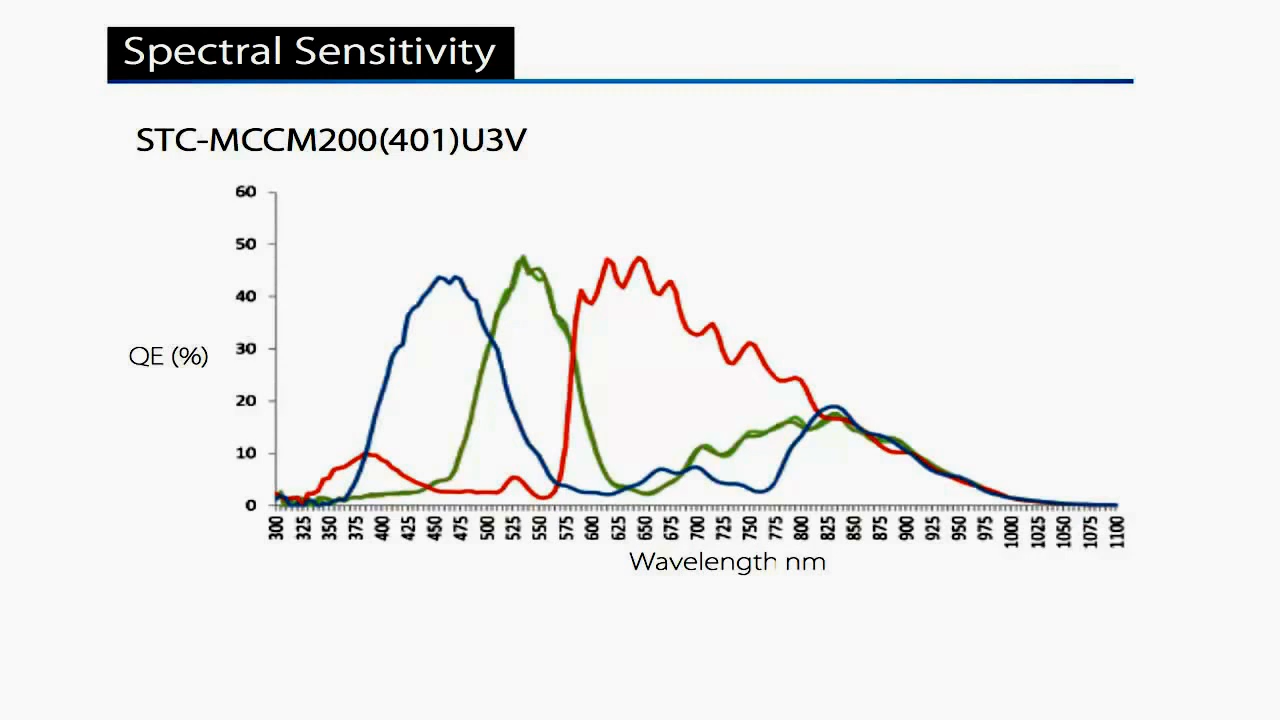 Spectral Sensitivity
STC-MCCM200(401)U3V
60
50
40
QE (%)
30
20
10
0
300 325 350 375 400 425 450 475 500 525 550 575 600 625 650 675 700 725 750 775 800 825 850 875 900 925 950 975 1000 1025 1050 1075 1100
Wavelength nm